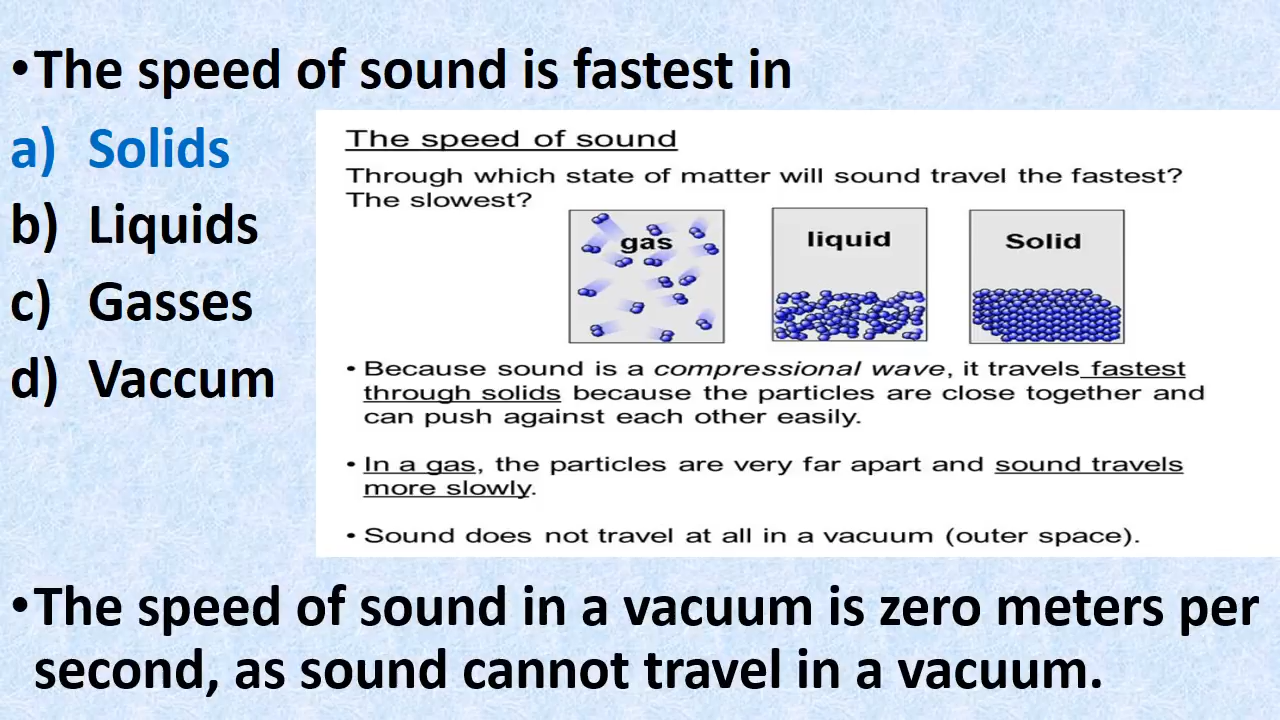 •The speed of sound is fastest in
a) Solids
b) Liquids
c) Gasses
d) Vaccum
The speed of sound
Through which state of matter will sound travel the fastest?
The slowest?
gas
liquid
Solid
• Because sound is a compressional wave, it travels fastest
through solids because the particles are close together and
can push against each other easily.
• In a gas, the particles are very far apart and sound travels
more slowly.
• Sound does not travel at all in a vacuum (outer space).
•The speed of sound in a vacuum is zero meters per
second, as sound cannot travel in a vacuum.